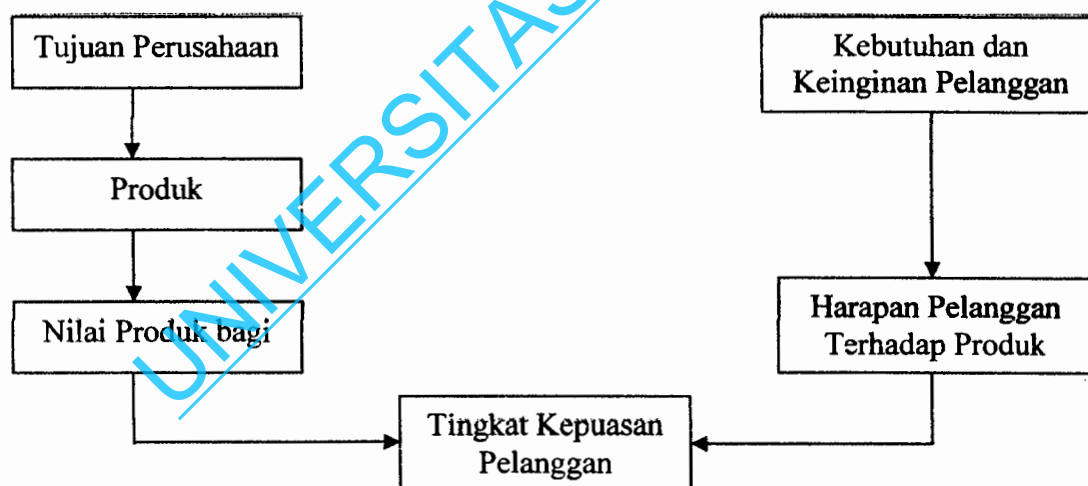 Tujuan Perusahaan
Produk
Nilai Produk bagi
Kebutuhan dan
Keinginan Pelanggan
Harapan Pelanggan
Terhadap Produk
Tingkat Kepuasan
Pelanggan
UNIVERSITAS